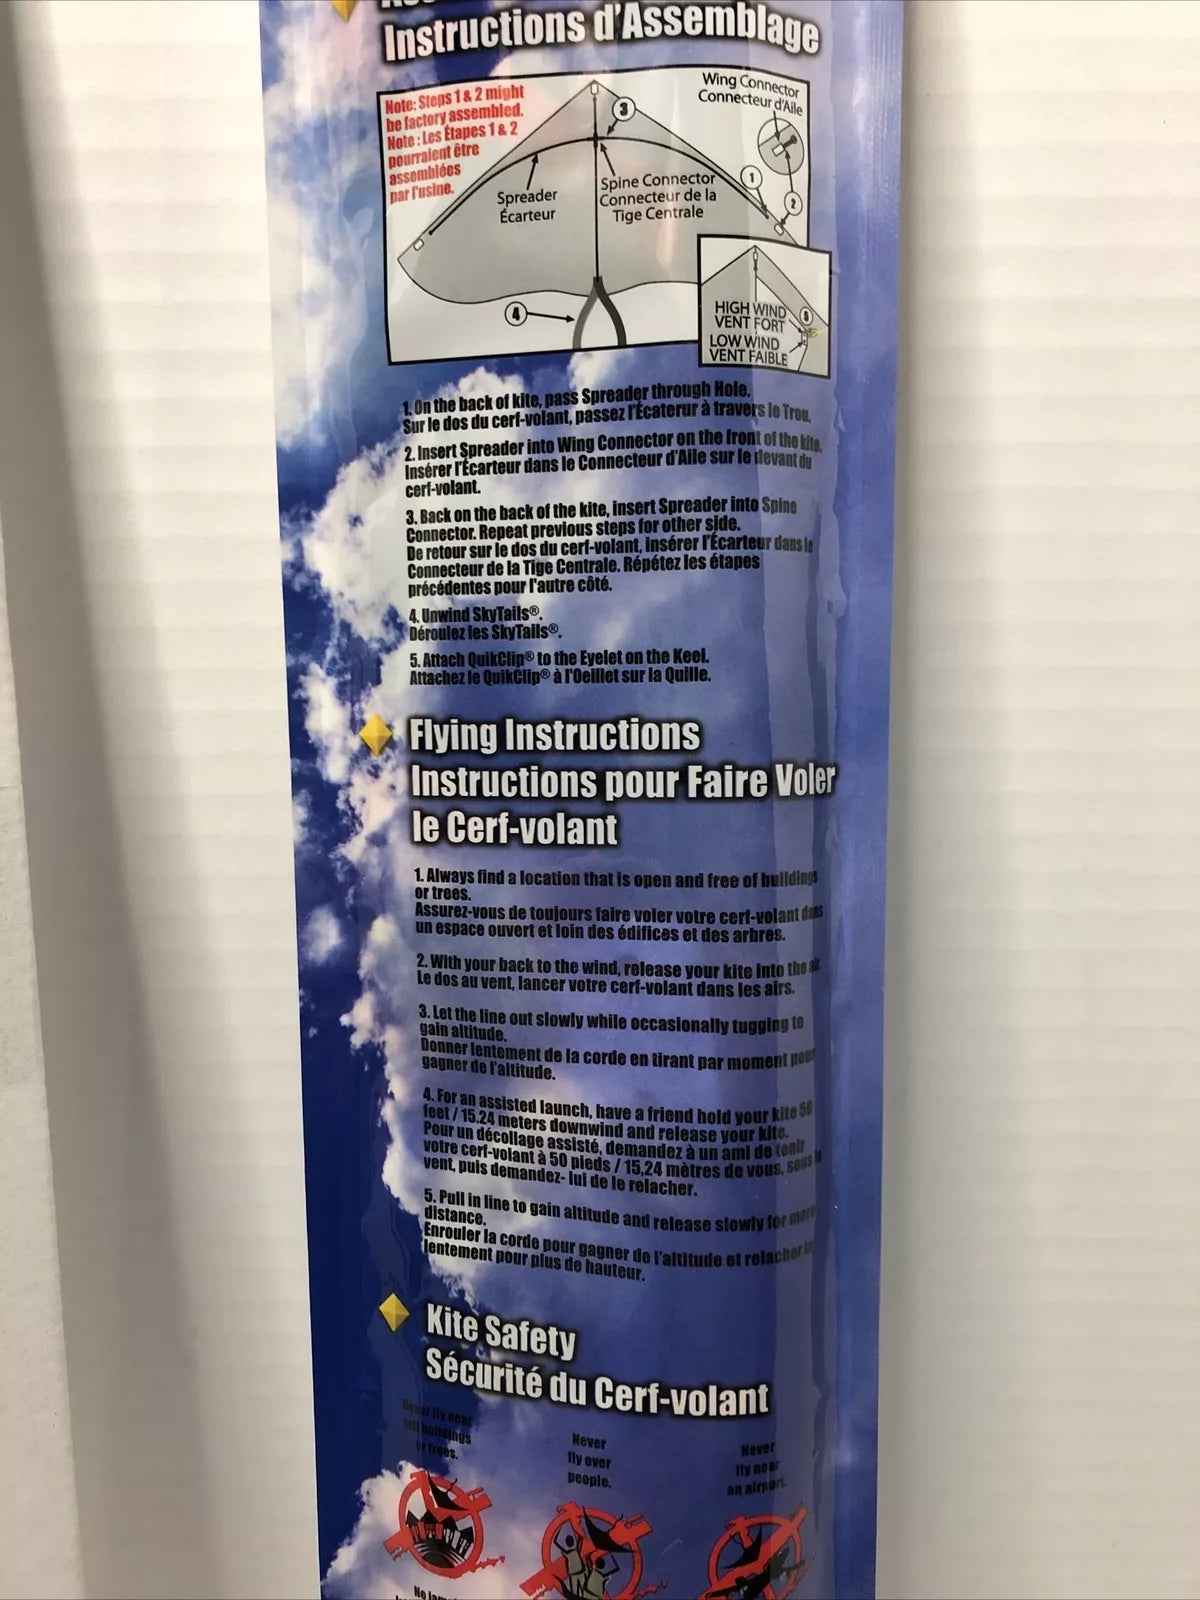 Instructions d'Assemblage
Note: Steps 1 & 2 might
be factory assembled.
Note : Les Étapes 1 & 2
pourraient être
assemblées
par l'usine.
Wing Connector
Connecteur d'Aile
3
1
2
Spreader
Écarteur
Spine Connector
Connecteur de la
Tige Centrale
4
HIGH WIND
VENT FORT
5
LOW WIND
VENT FAIBLE
1. On the back of kite, pass Spreader through Hole.
Sur le dos du cerf-volant, passez l'Écaterur à travers le Trou.
2. Insert Spreader into Wing Connector on the front of the kite.
Insérer l'Écarteur dans le Connecteur d'Aile sur le devant du
cerf-volant.
3. Back on the back of the kite, insert Spreader into Spine
Connector. Repeat previous steps for other side.
De retour sur le dos du cerf-volant, insérer l'Écarteur dans le
Connecteur de la Tige Centrale. Répétez les étapes
précédentes pour l'autre côté.
4. Unwind SkyTails®.
Déroulez les SkyTails®.
5. Attach QuikClip® to the Eyelet on the Keel.
Attachez le QuikClip® à l'Oeillet sur la Quille.
Flying Instructions
Instructions pour Faire Voler
le Cerf-volant
1. Always find a location that is open and free of buildings
or trees.
Assurez-vous de toujours faire voler votre cerf-volant dans
un espace ouvert et loin des édifices et des arbres.
2. With your back to the wind, release your kite into the air.
Le dos au vent, lancer votre cerf-volant dans les airs.
3. Let the line out slowly while occasionally tugging to
gain altitude.
Donner lentement de la corde en tirant par moment pour
gagner de l'altitude.
4. For an assisted launch, have a friend hold your kite 50
feet / 15.24 meters downwind and release your kite.
Pour un décollage assisté, demandez à un ami de tenir
votre cerf-volant à 50 pieds / 15,24 mètres de vous, sous le
vent, puis demandez- lui de le relacher.
5. Pull in line to gain altitude and release slowly for more
distance.
Enrouler la corde pour gagner de l'altitude et relacher la
lentement pour plus de hauteur.
Kite Safety
Sécurité du Cerf-volant
Never fly near
tall buildings
or trees.
Never
fly over
people.
Never
fly near
an airport.
No